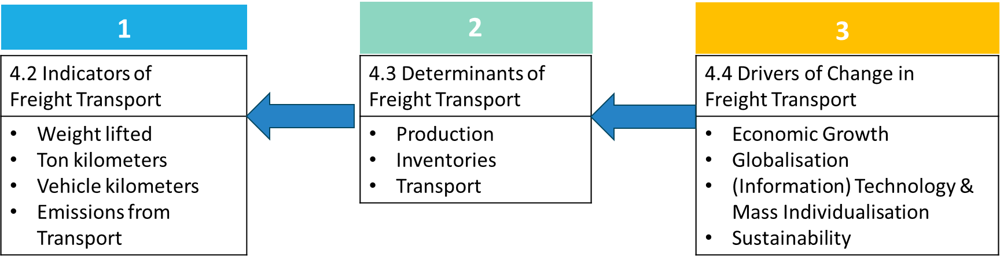 1
4.2 Indicators of
Freight Transport
• Weight lifted
• Ton kilometers
• Vehicle kilometers
• Emissions from
Transport
2
4.3 Determinants of
Freight Transport
• Production
• Inventories
• Transport
3
4.4 Drivers of Change in
Freight Transport
• Economic Growth
• Globalisation
• (Information) Technology &
Mass Individualisation
• Sustainability